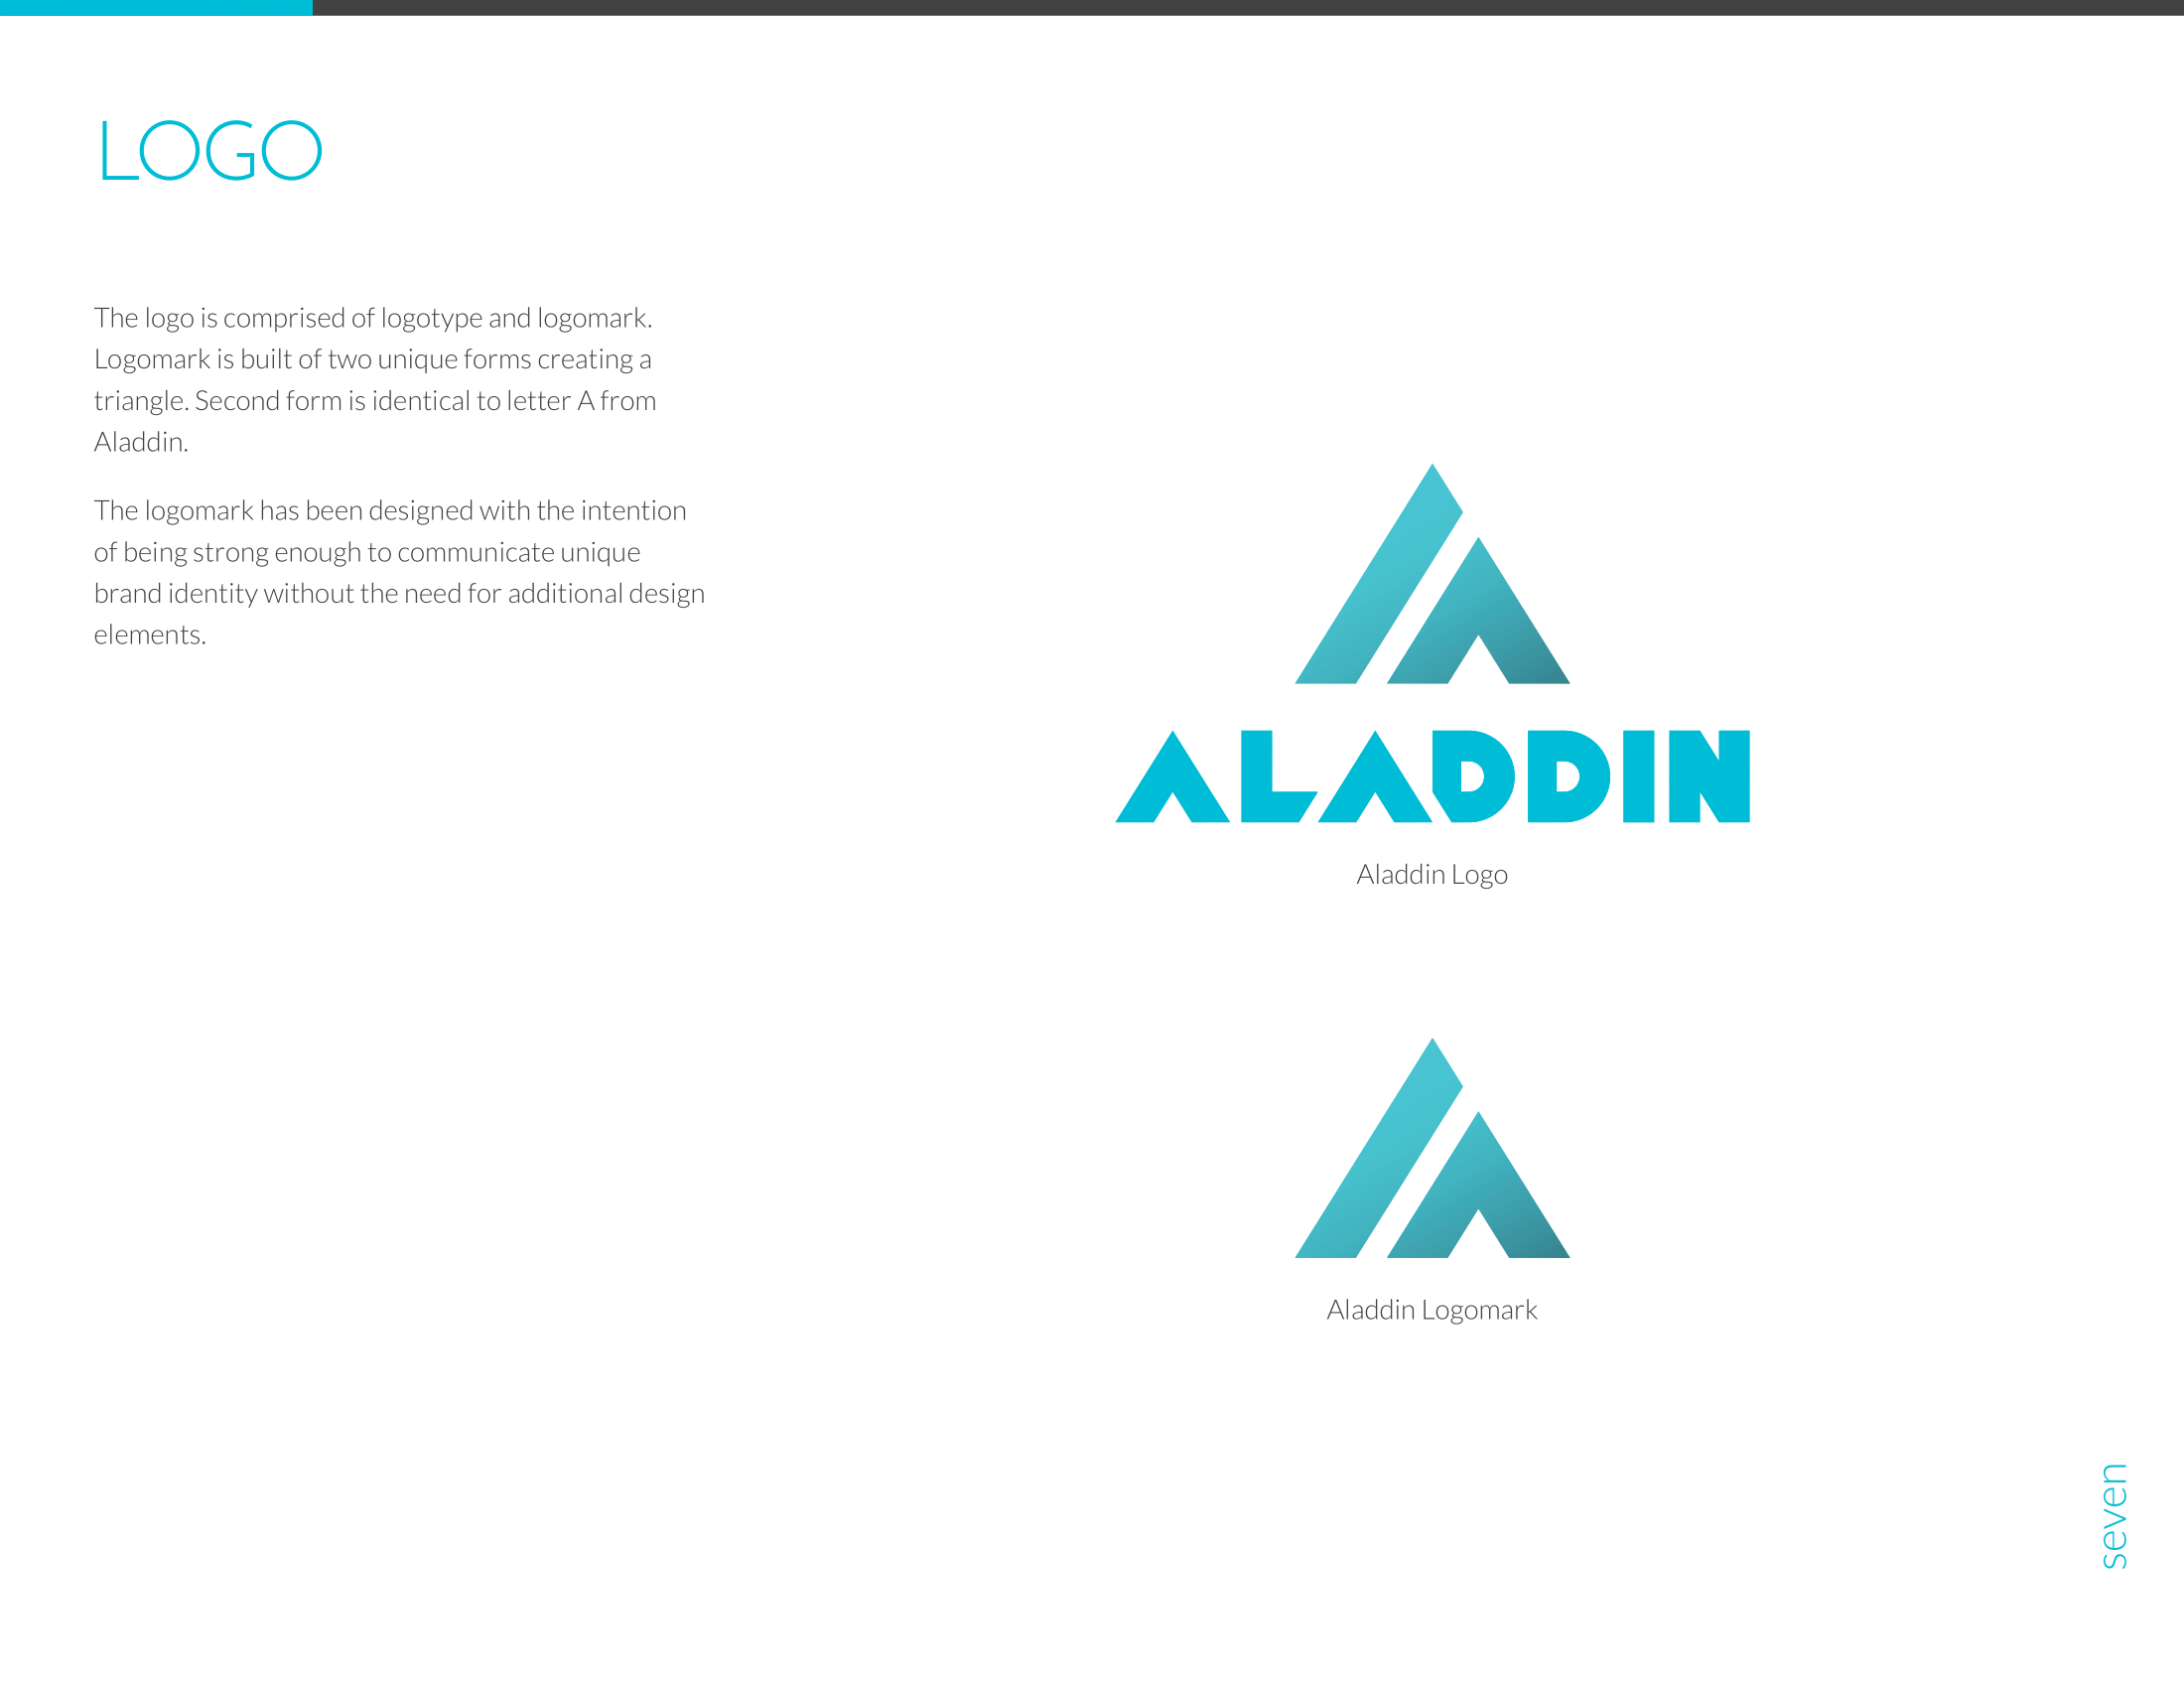 LOGO
The logo is comprised of logotype and logomark.
Logomark is built of two unique forms creating a
triangle. Second form is identical to letter A from
Aladdin.
The logomark has been designed with the intention
of being strong enough to communicate unique
brand identity without the need for additional design
elements.
ALADDIN
Aladdin Logo
Aladdin Logomark
seven